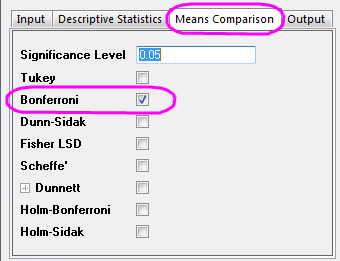 Input Descriptive Statistics Means Comparison Output
Significance Level 0.05
Tukey
Bonferroni
Dunn-Sidak
Fisher LSD
Scheffe'
Dunnett
Holm-Bonferroni
Holm-Sidak